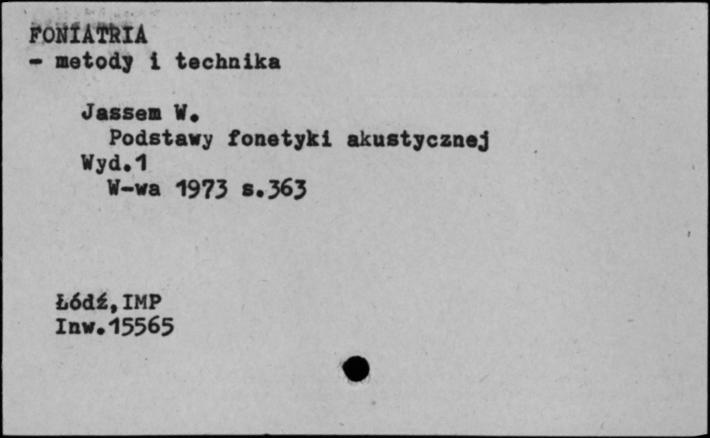 FONIATRIA
- metody i technika
Jassem W.
Podstawy fonetyki akustycznej
Wyd.1
W-wa 1973 s.363
Łódź,IMP
Inw.15565